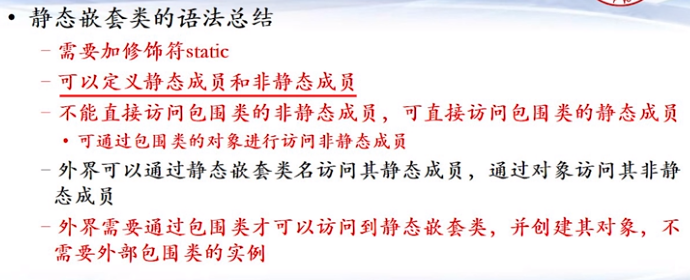 • 静态嵌套类的语法总结
– 需要加修饰符static
– 可以定义静态成员和非静态成员
– 不能直接访问包围类的非静态成员，可直接访问包围类的静态成员
• 可通过包围类的对象进行访问非静态成员
– 外界可以通过静态嵌套类名访问其静态成员，通过对象访问其非静
态成员
– 外界需要通过包围类才可以访问到静态嵌套类，并创建其对象，不
需要外部包围类的实例